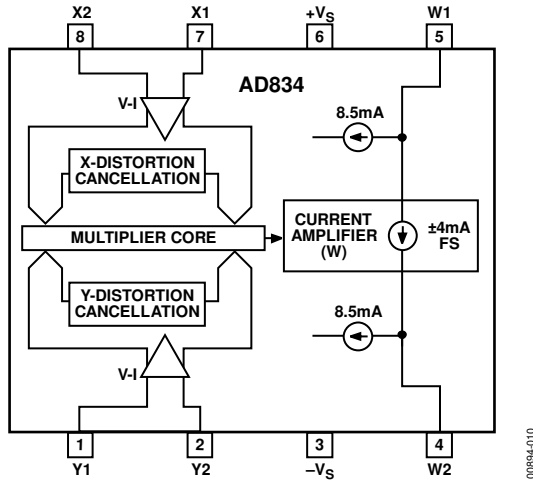 X2 X1 +VS W1
8 7 6 5
AD834
V-I
8.5mA
X-DISTORTION
CANCELLATION
MULTIPLIER CORE
CURRENT
AMPLIFIER
(W)
±4mA
FS
Y-DISTORTION
CANCELLATION
8.5mA
V-I
1 2 3 4
Y1 Y2 –VS W2
00894-010